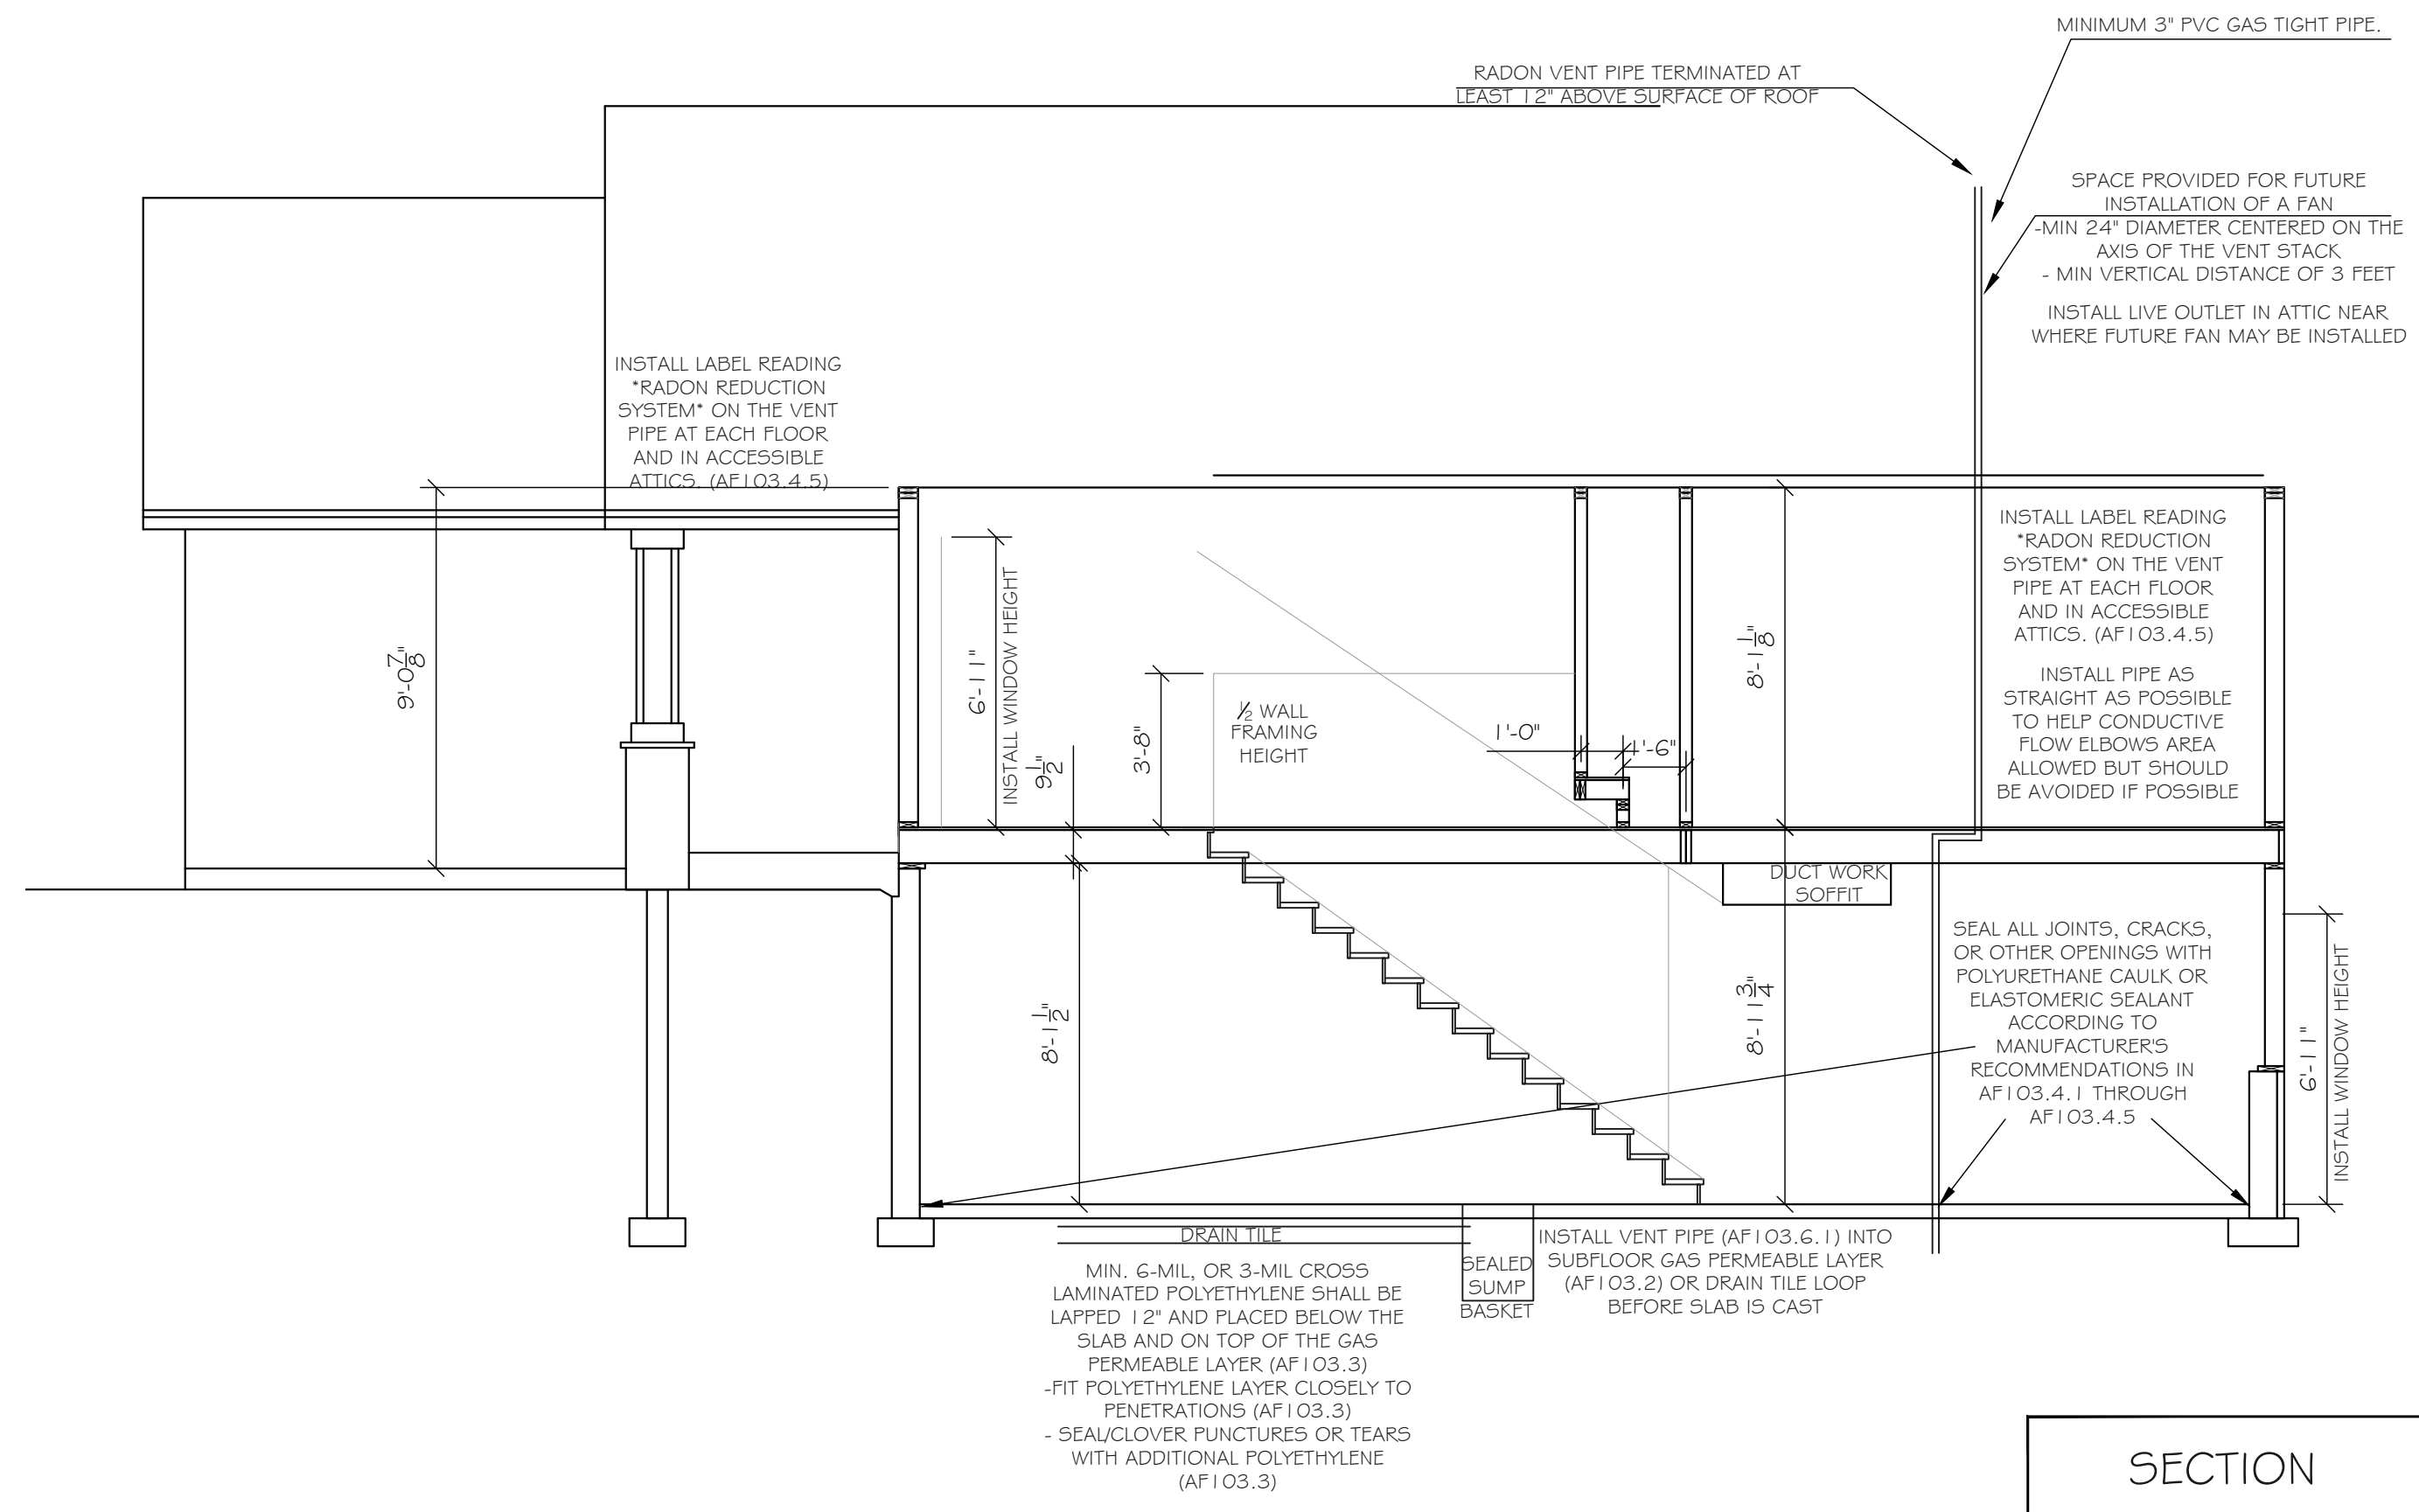 MINIMUM 3" PVC GAS TIGHT PIPE.
RADON VENT PIPE TERMINATED AT
LEAST 12" ABOVE SURFACE OF ROOF
SPACE PROVIDED FOR FUTURE
INSTALLATION OF A FAN
-MIN 24" DIAMETER CENTERED ON THE
AXIS OF THE VENT STACK
- MIN VERTICAL DISTANCE OF 3 FEET
INSTALL LIVE OUTLET IN ATTIC NEAR
WHERE FUTURE FAN MAY BE INSTALLED
INSTALL LABEL READING
*RADON REDUCTION
SYSTEM* ON THE VENT
PIPE AT EACH FLOOR
AND IN ACCESSIBLE
ATTICS. (AF103.4.5)
9'-0 7/8"
6'-11"
INSTALL WINDOW HEIGHT
9 1/2"
3'-8"
1/2 WALL
FRAMING
HEIGHT
1'-0"
1'-6"
8'-1 1/8"
INSTALL LABEL READING
*RADON REDUCTION
SYSTEM* ON THE VENT
PIPE AT EACH FLOOR
AND IN ACCESSIBLE
ATTICS. (AF103.4.5)
INSTALL PIPE AS
STRAIGHT AS POSSIBLE
TO HELP CONDUCTIVE
FLOW ELBOWS AREA
ALLOWED BUT SHOULD
BE AVOIDED IF POSSIBLE
DUCT WORK
SOFFIT
8'-1 1/2"
8'-11 3/4"
SEAL ALL JOINTS, CRACKS,
OR OTHER OPENINGS WITH
POLYURETHANE CAULK OR
ELASTOMERIC SEALANT
ACCORDING TO
MANUFACTURER'S
RECOMMENDATIONS IN
AF103.4.1 THROUGH
AF103.4.5
6'-11"
INSTALL WINDOW HEIGHT
DRAIN TILE
MIN. 6-MIL, OR 3-MIL CROSS
LAMINATED POLYETHYLENE SHALL BE
LAPPED 12" AND PLACED BELOW THE
SLAB AND ON TOP OF THE GAS
PERMEABLE LAYER (AF103.3)
-FIT POLYETHYLENE LAYER CLOSELY TO
PENETRATIONS (AF103.3)
- SEAL/CLOVER PUNCTURES OR TEARS
WITH ADDITIONAL POLYETHYLENE
(AF103.3)
SEALED
SUMP
BASKET
INSTALL VENT PIPE (AF103.6.1) INTO
SUBFLOOR GAS PERMEABLE LAYER
(AF103.2) OR DRAIN TILE LOOP
BEFORE SLAB IS CAST
SECTION